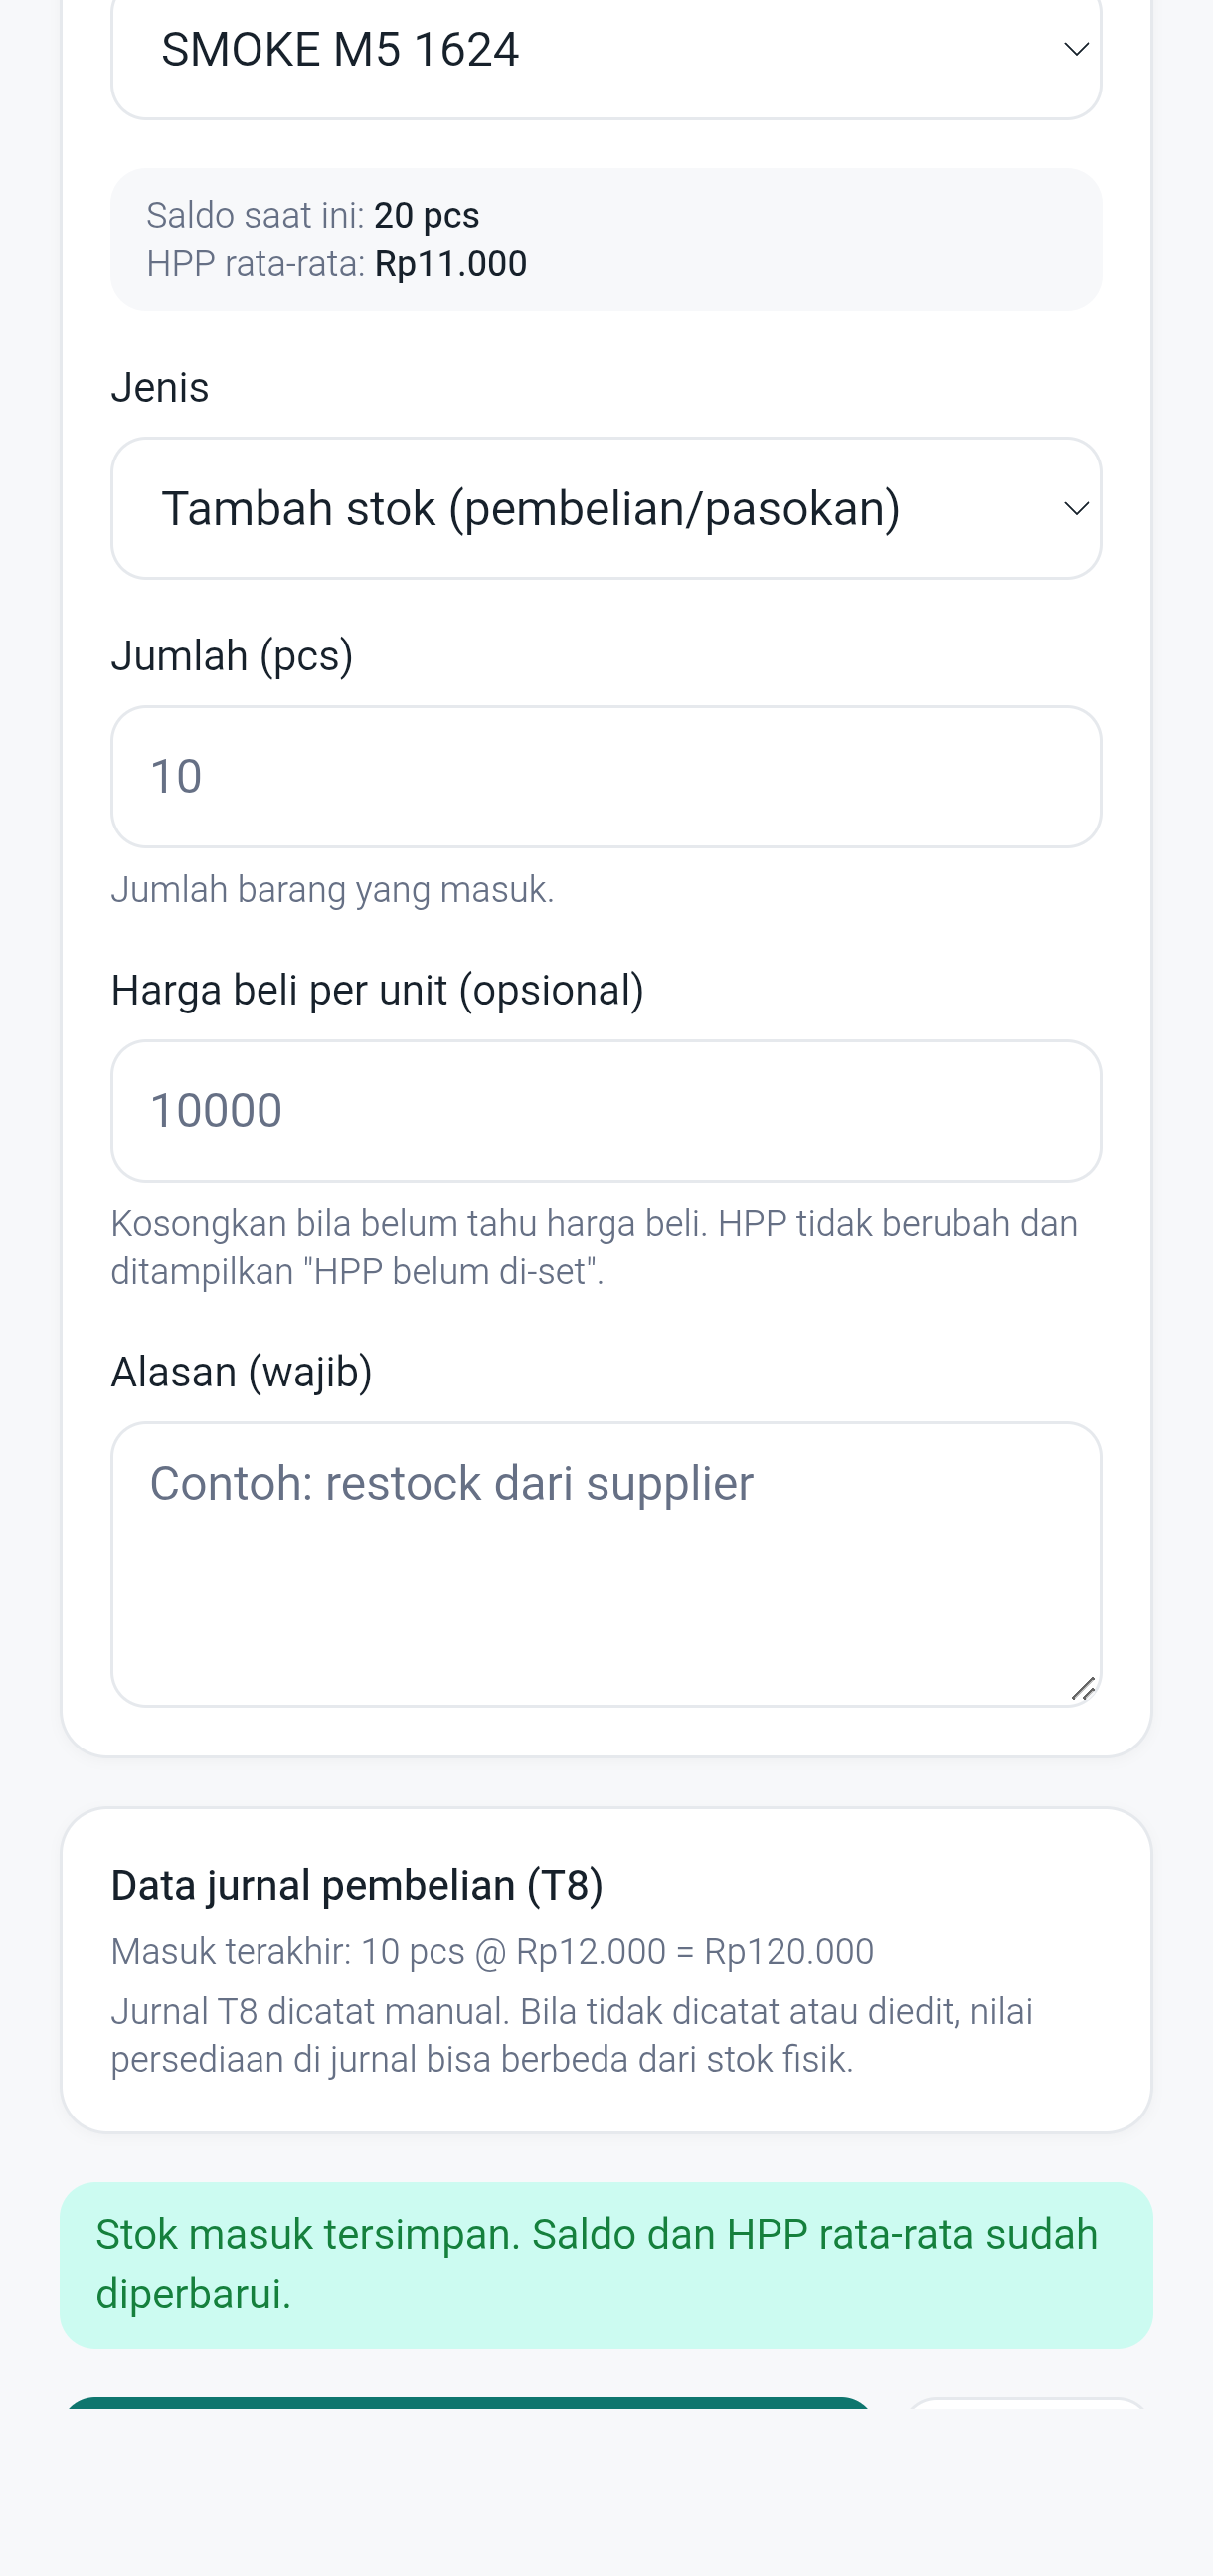 SMOKE M5 1624
Saldo saat ini: 20 pcs
HPP rata-rata: Rp11.000
Jenis
Tambah stok (pembelian/pasokan)
Jumlah (pcs)
10
Jumlah barang yang masuk.
Harga beli per unit (opsional)
10000
Kosongkan bila belum tahu harga beli. HPP tidak berubah dan
ditampilkan "HPP belum di-set".
Alasan (wajib)
Contoh: restock dari supplier
Data jurnal pembelian (T8)
Masuk terakhir: 10 pcs @ Rp12.000 = Rp120.000
Jurnal T8 dicatat manual. Bila tidak dicatat atau diedit, nilai
persediaan di jurnal bisa berbeda dari stok fisik.
Stok masuk tersimpan. Saldo dan HPP rata-rata sudah
diperbarui.